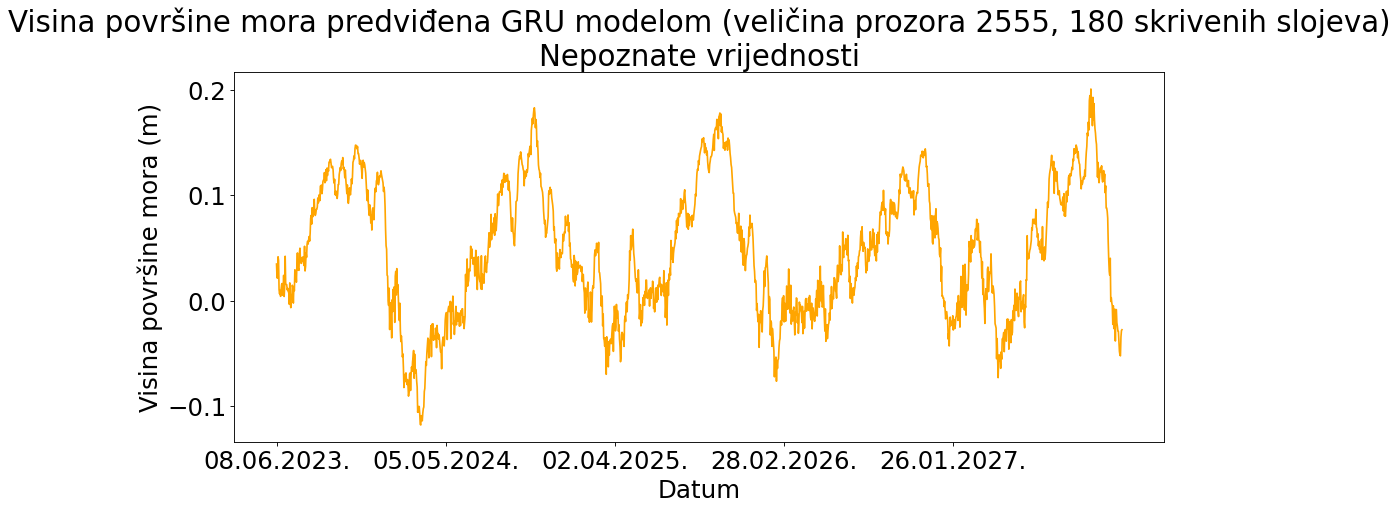 Visina površine mora predviđena GRU modelom (veličina prozora 2555, 180 skrivenih slojeva)
Nepoznate vrijednosti
Visina površine mora (m)
0.2
0.1
0.0
−0.1
08.06.2023. 05.05.2024. 02.04.2025. 28.02.2026. 26.01.2027.
Datum